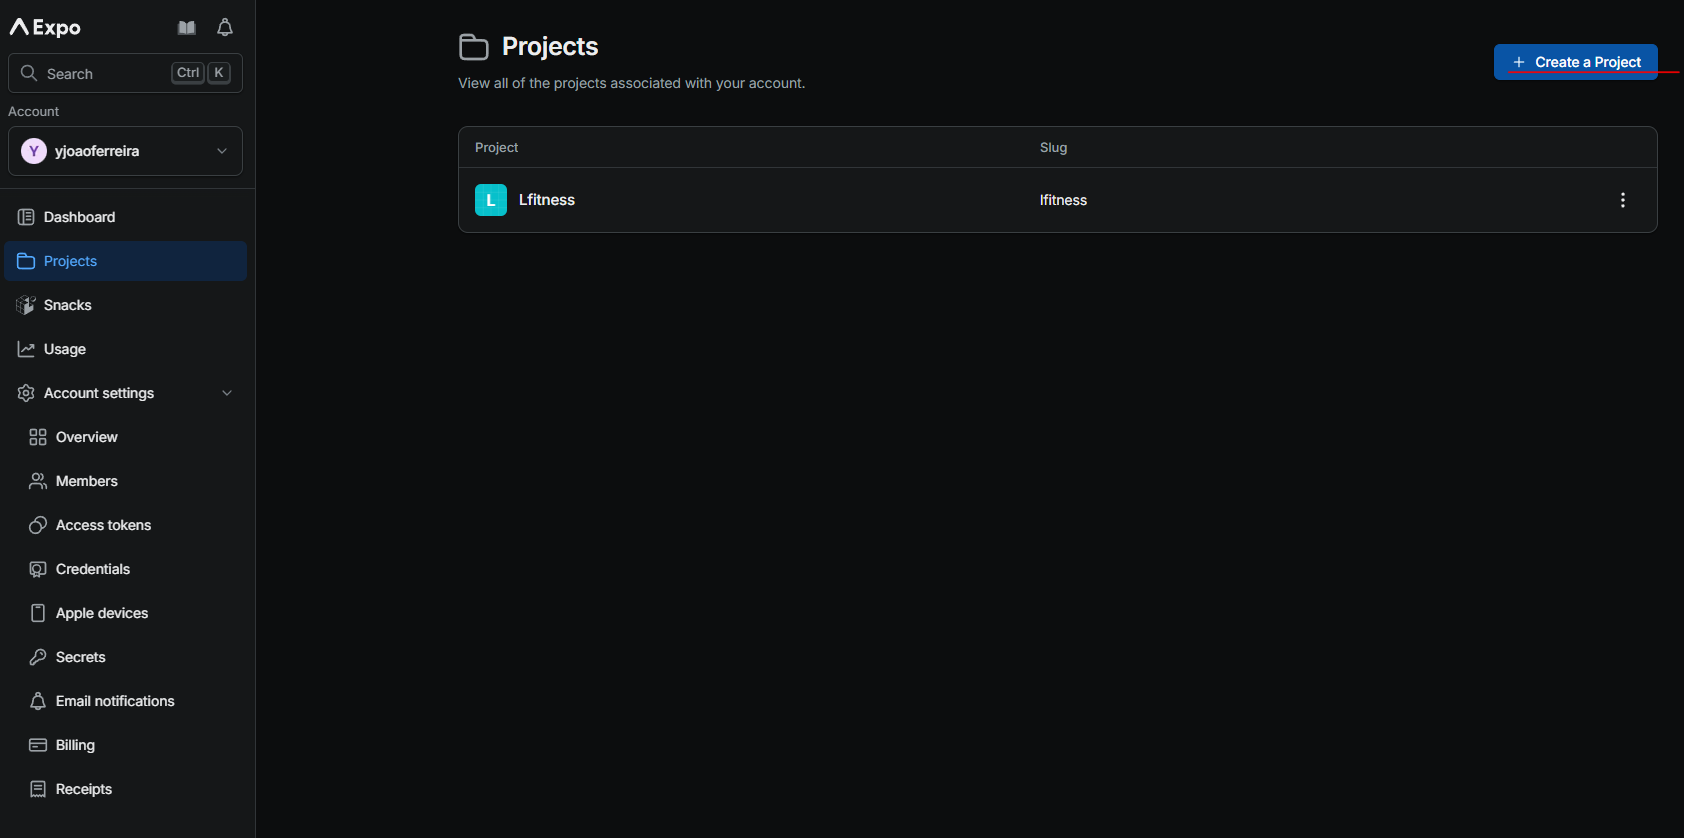 Expo
Search Ctrl K
Account
Y yjoaoferreira
Dashboard
Projects
Snacks
Usage
Account settings
Overview
Members
Access tokens
Credentials
Apple devices
Secrets
Email notifications
Billing
Receipts
Projects
View all of the projects associated with your account.
+ Create a Project
Project Slug
L Lfitness lfitness